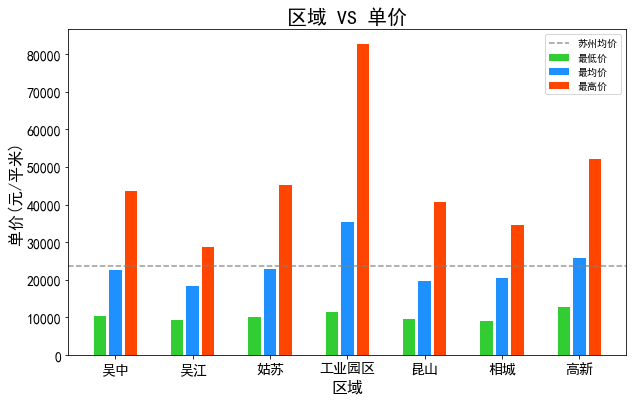 区域 VS 单价
苏州均价
最低价
最均价
最高价
单价(元/平米)
80000
70000
60000
50000
40000
30000
20000
10000
0
吴中 吴江 姑苏 工业园区 昆山 相城 高新
区域